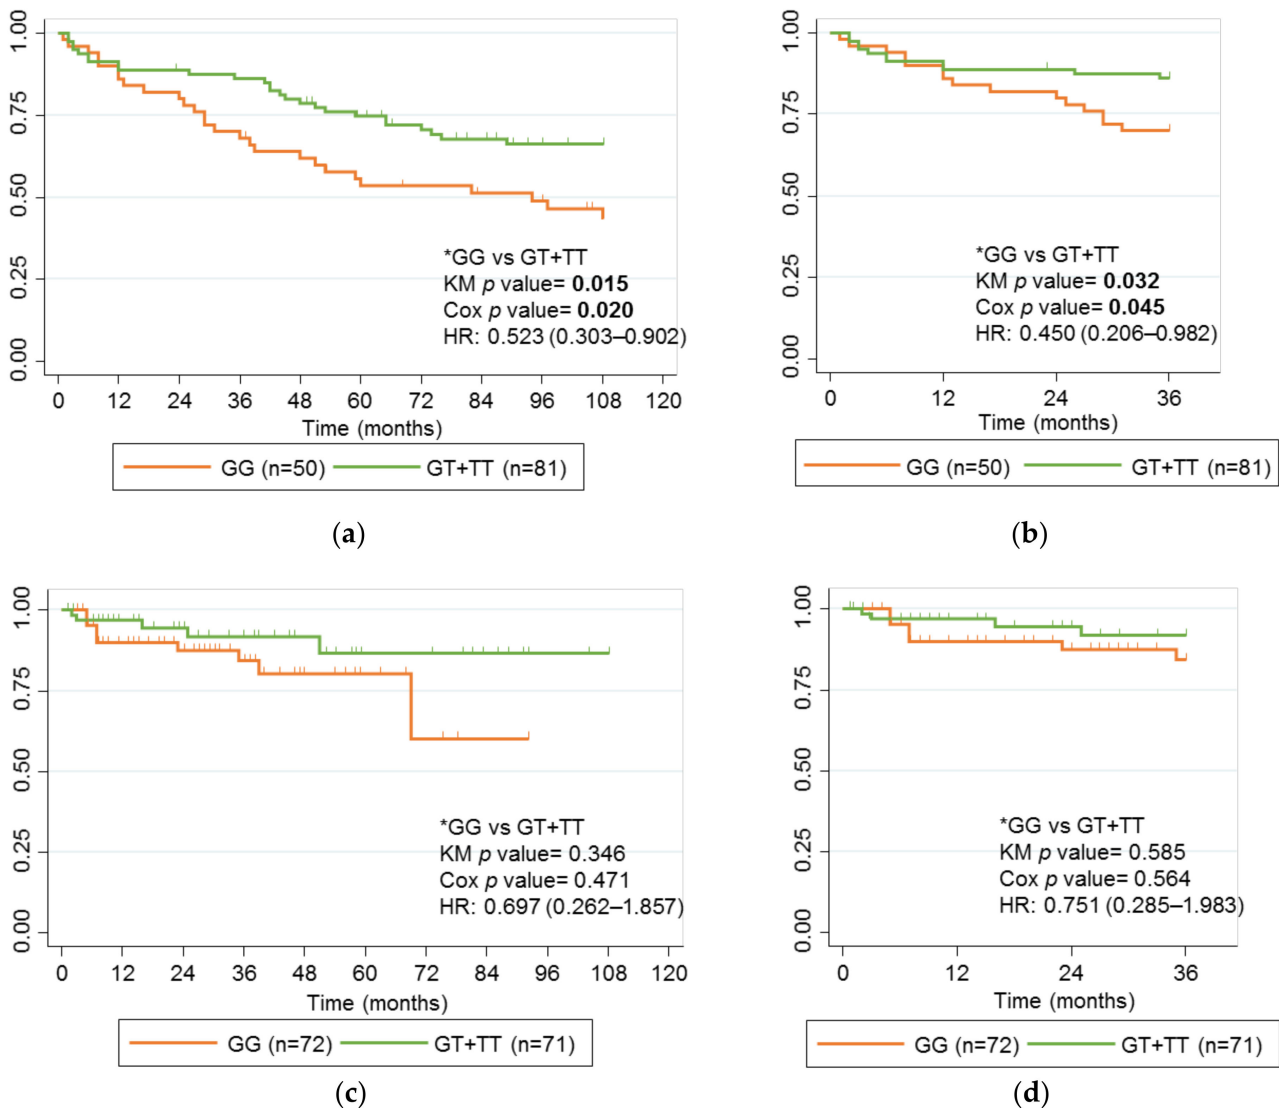 1.00
0.75
0.50
0.25
0.00
*GG vs GT+TT
KM p value= 0.015
Cox p value= 0.020
HR: 0.523 (0.303–0.902)
0 12 24 36 48 60 72 84 96 108 120
Time (months)
GG (n=50) GT+TT (n=81)
(a)
1.00
0.75
0.50
0.25
0.00
*GG vs GT+TT
KM p value= 0.032
Cox p value= 0.045
HR: 0.450 (0.206–0.982)
0 12 24 36
Time (months)
GG (n=50) GT+TT (n=81)
(b)
1.00
0.75
0.50
0.25
0.00
*GG vs GT+TT
KM p value= 0.346
Cox p value= 0.471
HR: 0.697 (0.262–1.857)
0 12 24 36 48 60 72 84 96 108 120
Time (months)
GG (n=72) GT+TT (n=71)
(c)
1.00
0.75
0.50
0.25
0.00
*GG vs GT+TT
KM p value= 0.585
Cox p value= 0.564
HR: 0.751 (0.285–1.983)
0 12 24 36
Time (months)
GG (n=72) GT+TT (n=71)
(d)